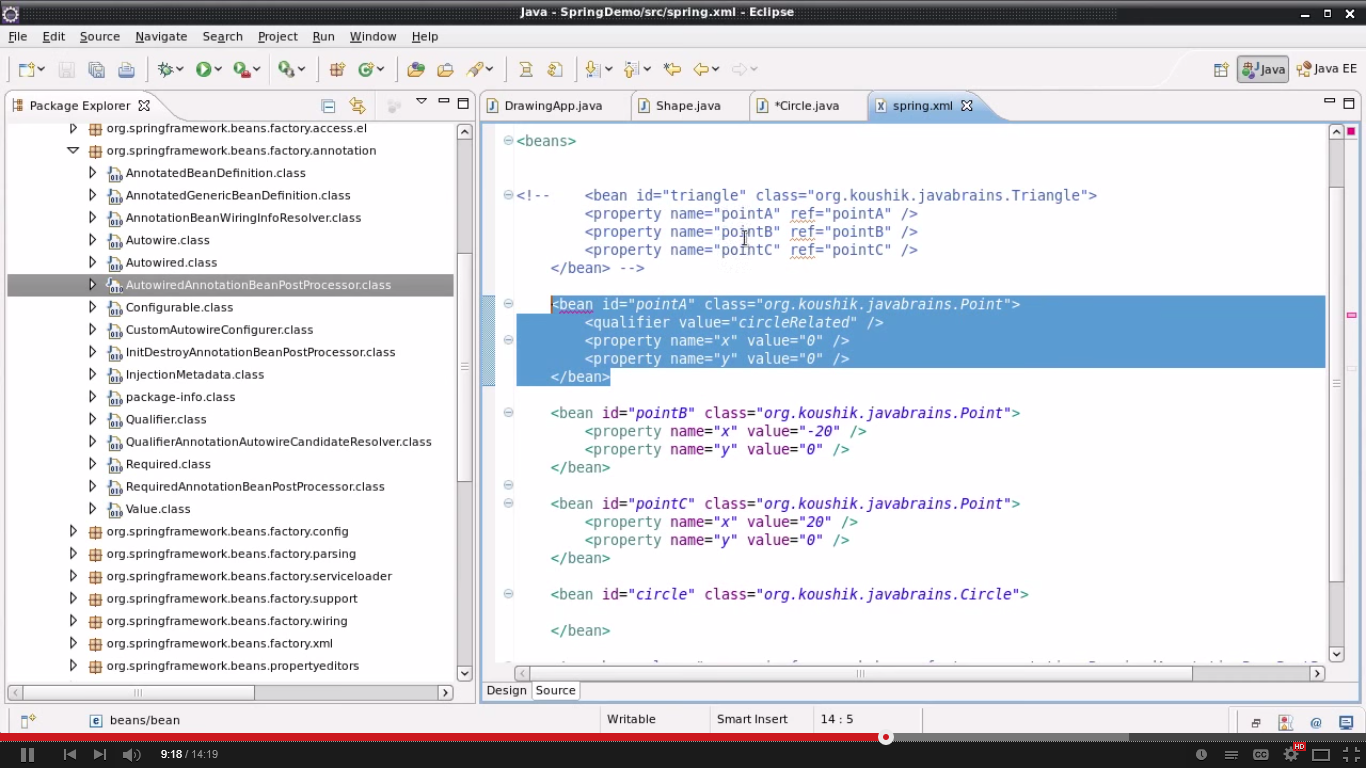 Java - SpringDemo/src/spring.xml - Eclipse
File Edit Source Navigate Search Project Run Window Help
Java Java EE
Package Explorer
org.springframework.beans.factory.access.el
org.springframework.beans.factory.annotation
AnnotatedBeanDefinition.class
AnnotatedGenericBeanDefinition.class
AnnotationBeanWiringInfoResolver.class
Autowire.class
Autowired.class
AutowiredAnnotationBeanPostProcessor.class
Configurable.class
CustomAutowireConfigurer.class
InitDestroyAnnotationBeanPostProcessor.class
InjectionMetadata.class
package-info.class
Qualifier.class
QualifierAnnotationAutowireCandidateResolver.class
Required.class
RequiredAnnotationBeanPostProcessor.class
Value.class
org.springframework.beans.factory.config
org.springframework.beans.factory.parsing
org.springframework.beans.factory.serviceloader
org.springframework.beans.factory.support
org.springframework.beans.factory.wiring
org.springframework.beans.factory.xml
org.springframework.beans.propertyeditors
DrawingApp.java Shape.java *Circle.java spring.xml
<beans>
<!-- <bean id="triangle" class="org.koushik.javabrains.Triangle">
<property name="pointA" ref="pointA" />
<property name="pointB" ref="pointB" />
<property name="pointC" ref="pointC" />
</bean> -->
<bean id="pointA" class="org.koushik.javabrains.Point">
<qualifier value="circleRelated" />
<property name="x" value="0" />
<property name="y" value="0" />
</bean>
<bean id="pointB" class="org.koushik.javabrains.Point">
<property name="x" value="-20" />
<property name="y" value="0" />
</bean>
<bean id="pointC" class="org.koushik.javabrains.Point">
<property name="x" value="20" />
<property name="y" value="0" />
</bean>
<bean id="circle" class="org.koushik.javabrains.Circle">
</bean>
Design Source
beans/bean Writable Smart Insert 14 : 5
9:18 / 14:19 CC HD